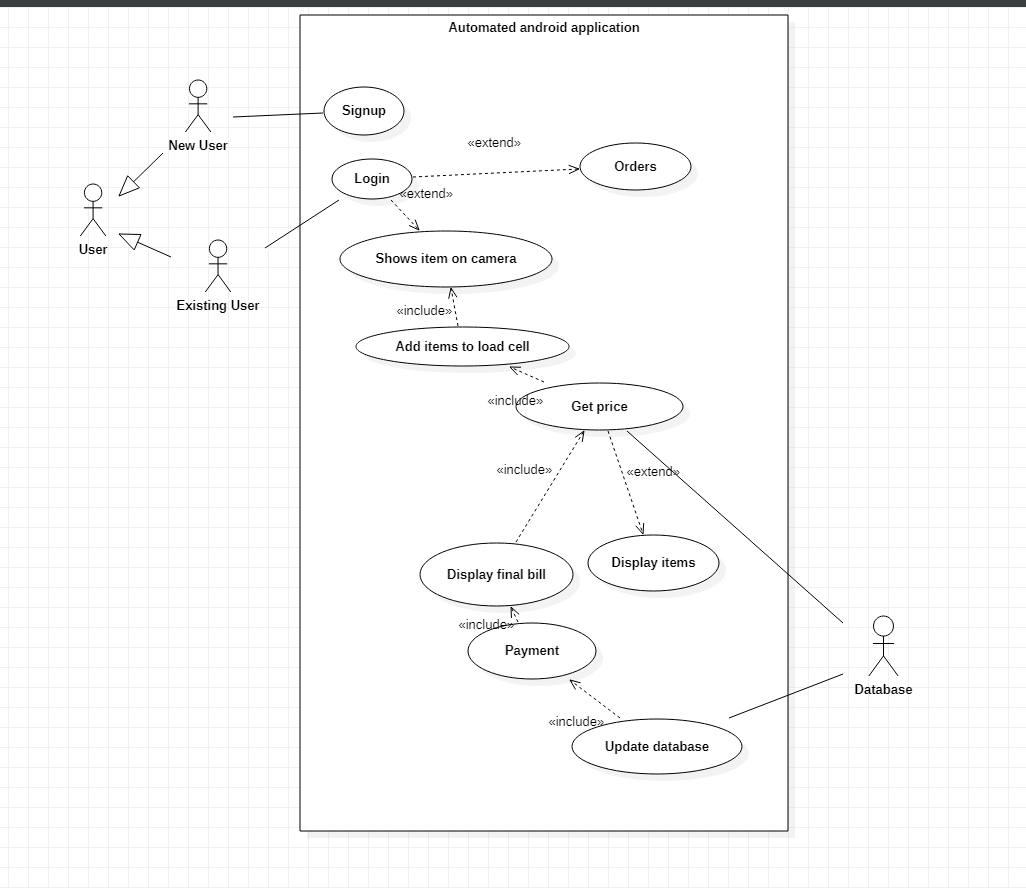 Automated android application
New User
Signup
«extend»
Orders
Login
«extend»
User
Existing User
Shows item on camera
«include»
Add items to load cell
«include»
Get price
«include»
«extend»
Display final bill
Display items
«include»
Payment
Database
«include»
Update database